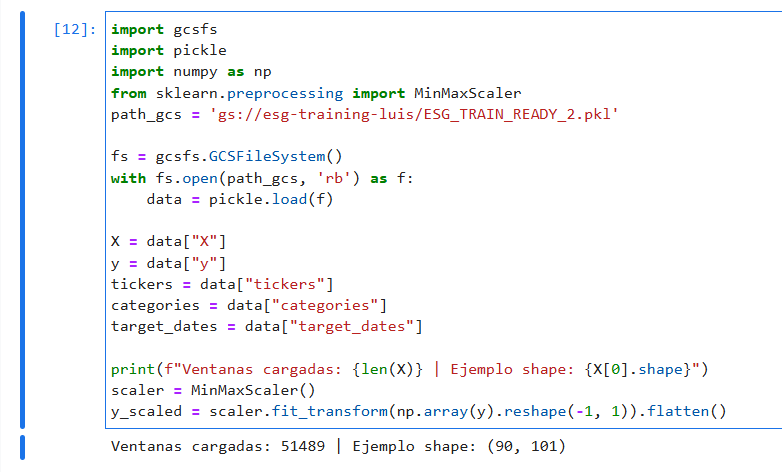 [12]: import gcsfs
import pickle
import numpy as np
from sklearn.preprocessing import MinMaxScaler
path_gcs = 'gs://esg-training-luis/ESG_TRAIN_READY_2.pkl'
fs = gcsfs.GCSFileSystem()
with fs.open(path_gcs, 'rb') as f:
    data = pickle.load(f)
X = data["X"]
y = data["y"]
tickers = data["tickers"]
categories = data["categories"]
target_dates = data["target_dates"]
print(f"Ventanas cargadas: {len(X)} | Ejemplo shape: {X[0].shape}")
scaler = MinMaxScaler()
y_scaled = scaler.fit_transform(np.array(y).reshape(-1, 1)).flatten()
Ventanas cargadas: 51489 | Ejemplo shape: (90, 101)